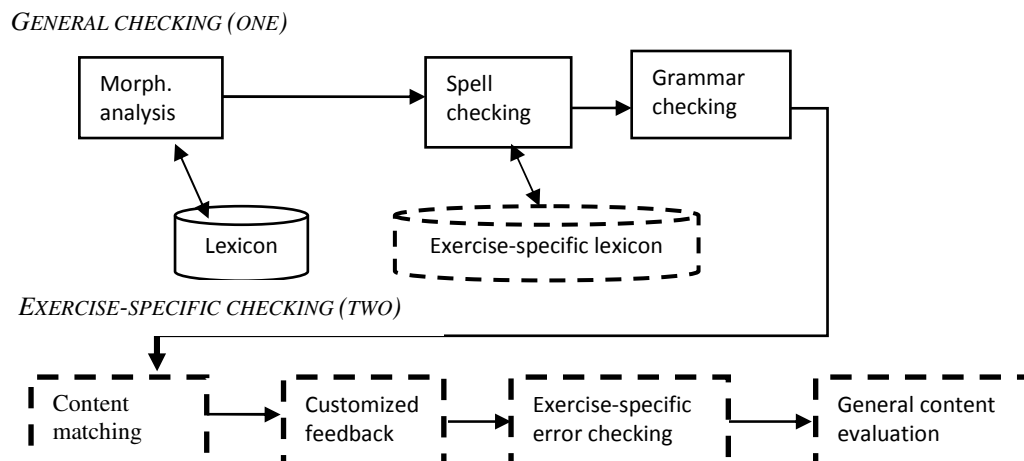 GENERAL CHECKING (ONE)
Morph.
analysis
Spell
checking
Grammar
checking
Lexicon
Exercise-specific lexicon
EXERCISE-SPECIFIC CHECKING (TWO)
Content
matching
Customized
feedback
Exercise-specific
error checking
General content
evaluation